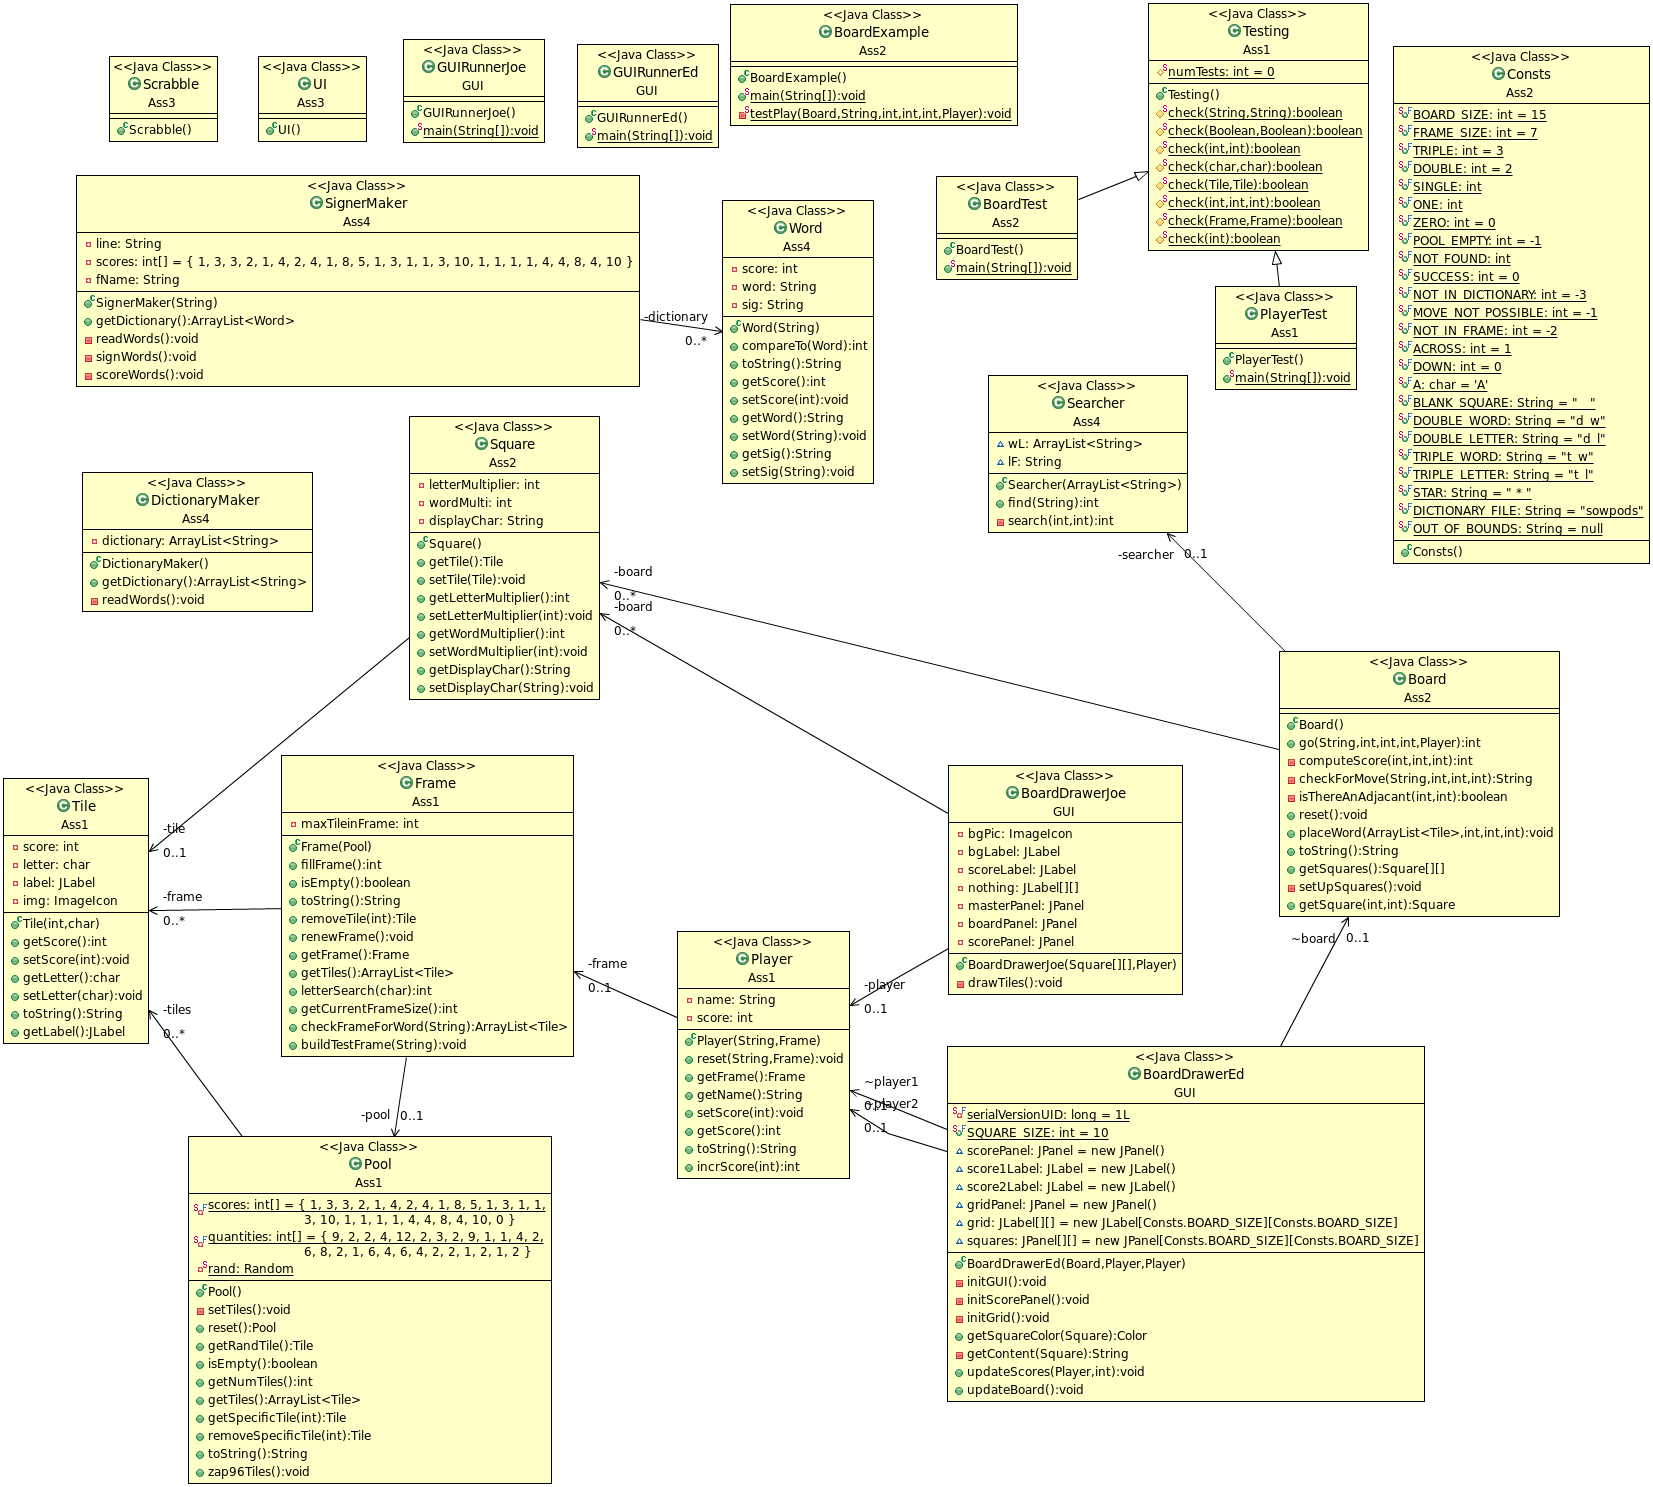 <<Java Class>>
Scrabble
Ass3
Scrabble()
<<Java Class>>
UI
Ass3
UI()
<<Java Class>>
GUIRunnerJoe
GUI
GUIRunnerJoe()
main(String[]):void
<<Java Class>>
GUIRunnerEd
GUI
GUIRunnerEd()
main(String[]):void
<<Java Class>>
BoardExample
Ass2
BoardExample()
main(String[]):void
testPlay(Board,String,int,int,int,Player):void
<<Java Class>>
Testing
Ass1
numTests: int = 0
Testing()
check(String,String):boolean
check(Boolean,Boolean):boolean
check(int,int):boolean
check(char,char):boolean
check(Tile,Tile):boolean
check(int,int,int):boolean
check(Frame,Frame):boolean
check(int):boolean
<<Java Class>>
Consts
Ass2
BOARD_SIZE: int = 15
FRAME_SIZE: int = 7
TRIPLE: int = 3
DOUBLE: int = 2
SINGLE: int
ONE: int
ZERO: int = 0
POOL_EMPTY: int = -1
NOT_FOUND: int
SUCCESS: int = 0
NOT_IN_DICTIONARY: int = -3
MOVE_NOT_POSSIBLE: int = -1
NOT_IN_FRAME: int = -2
ACROSS: int = 1
DOWN: int = 0
A: char = 'A'
BLANK_SQUARE: String = "__"
DOUBLE_WORD: String = "d_w"
DOUBLE_LETTER: String = "d_l"
TRIPLE_WORD: String = "t_w"
TRIPLE_LETTER: String = "t_l"
STAR: String = " * "
DICTIONARY_FILE: String = "sowpods"
OUT_OF_BOUNDS: String = null
Consts()
<<Java Class>>
SignerMaker
Ass4
line: String
scores: int[] = { 1, 3, 3, 2, 1, 4, 2, 4, 1, 8, 5, 1, 3, 1, 1, 3, 10, 1, 1, 1, 1, 4, 4, 8, 4, 10 }
fName: String
SignerMaker(String)
getDictionary():ArrayList<Word>
readWords():void
signWords():void
scoreWords():void
-dictionary
0..*
<<Java Class>>
Word
Ass4
score: int
word: String
sig: String
Word(String)
compareTo(Word):int
toString():String
getScore():int
setScore(int):void
getWord():String
setWord(String):void
getSig():String
setSig(String):void
<<Java Class>>
BoardTest
Ass2
BoardTest()
main(String[]):void
<<Java Class>>
PlayerTest
Ass1
PlayerTest()
main(String[]):void
<<Java Class>>
Searcher
Ass4
wL: ArrayList<String>
lF: String
Searcher(ArrayList<String>)
find(String):int
search(int,int):int
-searcher
0..1
<<Java Class>>
DictionaryMaker
Ass4
dictionary: ArrayList<String>
DictionaryMaker()
getDictionary():ArrayList<String>
readWords():void
<<Java Class>>
Square
Ass2
letterMultiplier: int
wordMulti: int
displayChar: String
Square()
getTile():Tile
setTile(Tile):void
getLetterMultiplier():int
setLetterMultiplier(int):void
getWordMultiplier():int
setWordMultiplier(int):void
getDisplayChar():String
setDisplayChar(String):void
-board
0..*
-board
0..*
<<Java Class>>
Board
Ass2
Board()
go(String,int,int,int,Player):int
computeScore(int,int,int):int
checkForMove(String,int,int,int):String
isThereAnAdjacant(int,int):boolean
reset():void
placeWord(ArrayList<Tile>,int,int,int):void
toString():String
getSquares():Square[][]
setUpSquares():void
getSquare(int,int):Square
~board
0..1
<<Java Class>>
Tile
Ass1
score: int
letter: char
label: JLabel
img: ImageIcon
Tile(int,char)
getScore():int
setScore(int):void
getLetter():char
setLetter(char):void
toString():String
getLabel():JLabel
-tile
0..1
-frame
0..*
-tiles
0..*
<<Java Class>>
Frame
Ass1
maxTileinFrame: int
Frame(Pool)
fillFrame():int
isEmpty():boolean
toString():String
removeTile(int):Tile
renewFrame():void
getFrame():Frame
getTiles():ArrayList<Tile>
letterSearch(char):int
getCurrentFrameSize():int
checkFrameForWord(String):ArrayList<Tile>
buildTestFrame(String):void
-frame
0..1
-pool
0..1
<<Java Class>>
Player
Ass1
name: String
score: int
Player(String,Frame)
reset(String,Frame):void
getFrame():Frame
getName():String
setScore(int):void
getScore():int
toString():String
incrScore(int):int
<<Java Class>>
BoardDrawerJoe
GUI
bgPic: ImageIcon
bgLabel: JLabel
scoreLabel: JLabel
nothing: JLabel[][]
masterPanel: JPanel
boardPanel: JPanel
scorePanel: JPanel
BoardDrawerJoe(Square[][],Player)
drawTiles():void
-player
0..1
~player1
0..1
~player2
0..1
<<Java Class>>
BoardDrawerEd
GUI
serialVersionUID: long = 1L
SQUARE_SIZE: int = 10
scorePanel: JPanel = new JPanel()
score1Label: JLabel = new JLabel()
score2Label: JLabel = new JLabel()
gridPanel: JPanel = new JPanel()
grid: JLabel[][] = new JLabel[Consts.BOARD_SIZE][Consts.BOARD_SIZE]
squares: JPanel[][] = new JPanel[Consts.BOARD_SIZE][Consts.BOARD_SIZE]
BoardDrawerEd(Board,Player,Player)
initGUI():void
initScorePanel():void
initGrid():void
getSquareColor(Square):Color
getContent(Square):String
updateScores(Player,int):void
updateBoard():void
<<Java Class>>
Pool
Ass1
scores: int[] = { 1, 3, 3, 2, 1, 4, 2, 4, 1, 8, 5, 1, 3, 1, 1,
3, 10, 1, 1, 1, 1, 4, 4, 8, 4, 10, 0 }
quantities: int[] = { 9, 2, 2, 4, 12, 2, 3, 2, 9, 1, 1, 4, 2,
6, 8, 2, 1, 6, 4, 6, 4, 2, 2, 1, 2, 1, 2 }
rand: Random
Pool()
setTiles():void
reset():Pool
getRandTile():Tile
isEmpty():boolean
getNumTiles():int
getTiles():ArrayList<Tile>
getSpecificTile(int):Tile
removeSpecificTile(int):Tile
toString():String
zap96Tiles():void